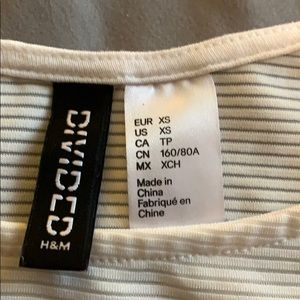 DIVIDED
H&M
EUR XS
US XS
CA TP
CN 160/80A
MX XCH
Made in
China
Fabriqué en
Chine